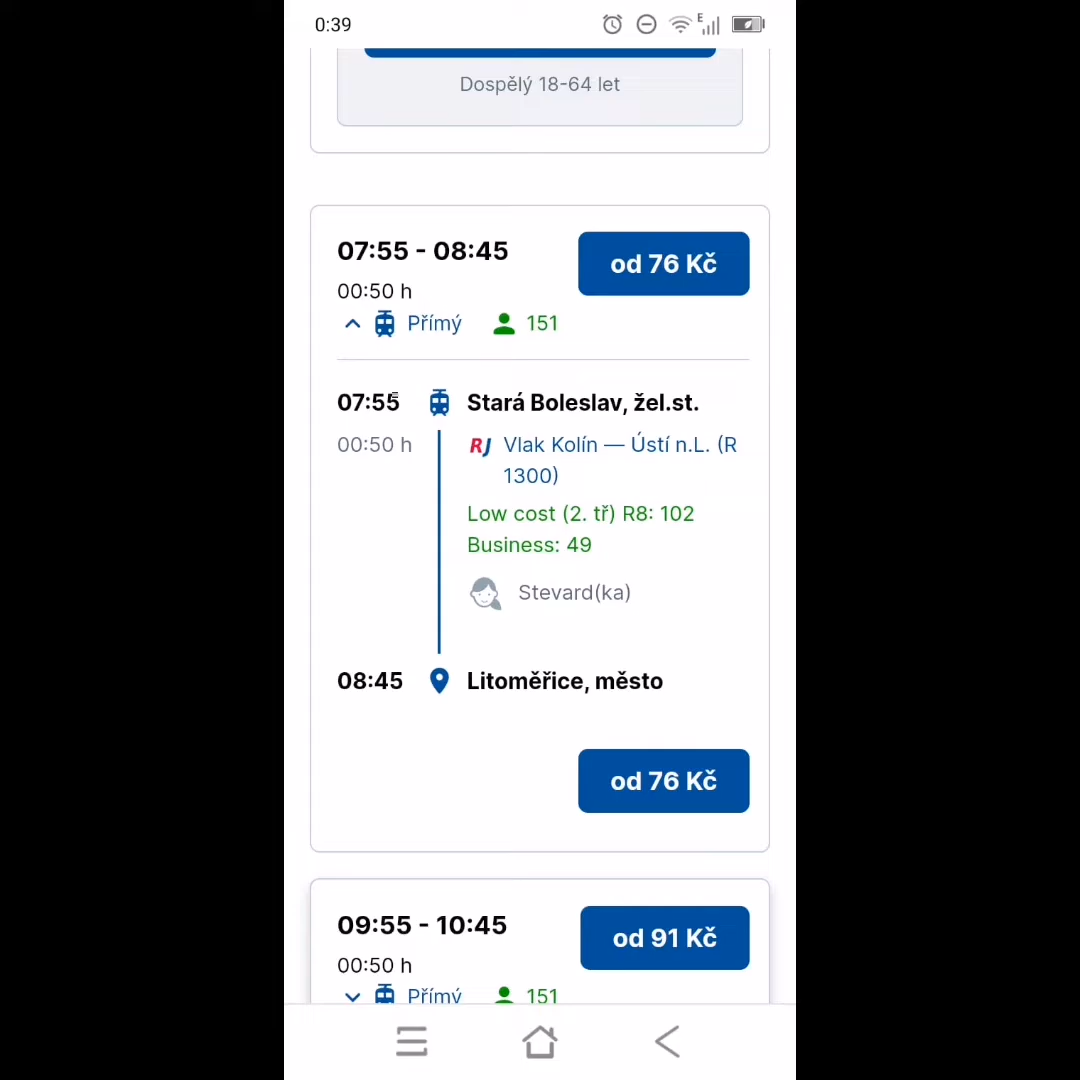 0:39
E
Dospělý 18-64 let
07:55 - 08:45
od 76 Kč
00:50 h
Přímý 151
07:55 Stará Boleslav, žel.st.
00:50 h RJ Vlak Kolín — Ústí n.L. (R
1300)
Low cost (2. tř) R8: 102
Business: 49
Stevard(ka)
08:45 Litoměřice, město
od 76 Kč
09:55 - 10:45
od 91 Kč
00:50 h
Přímý 151